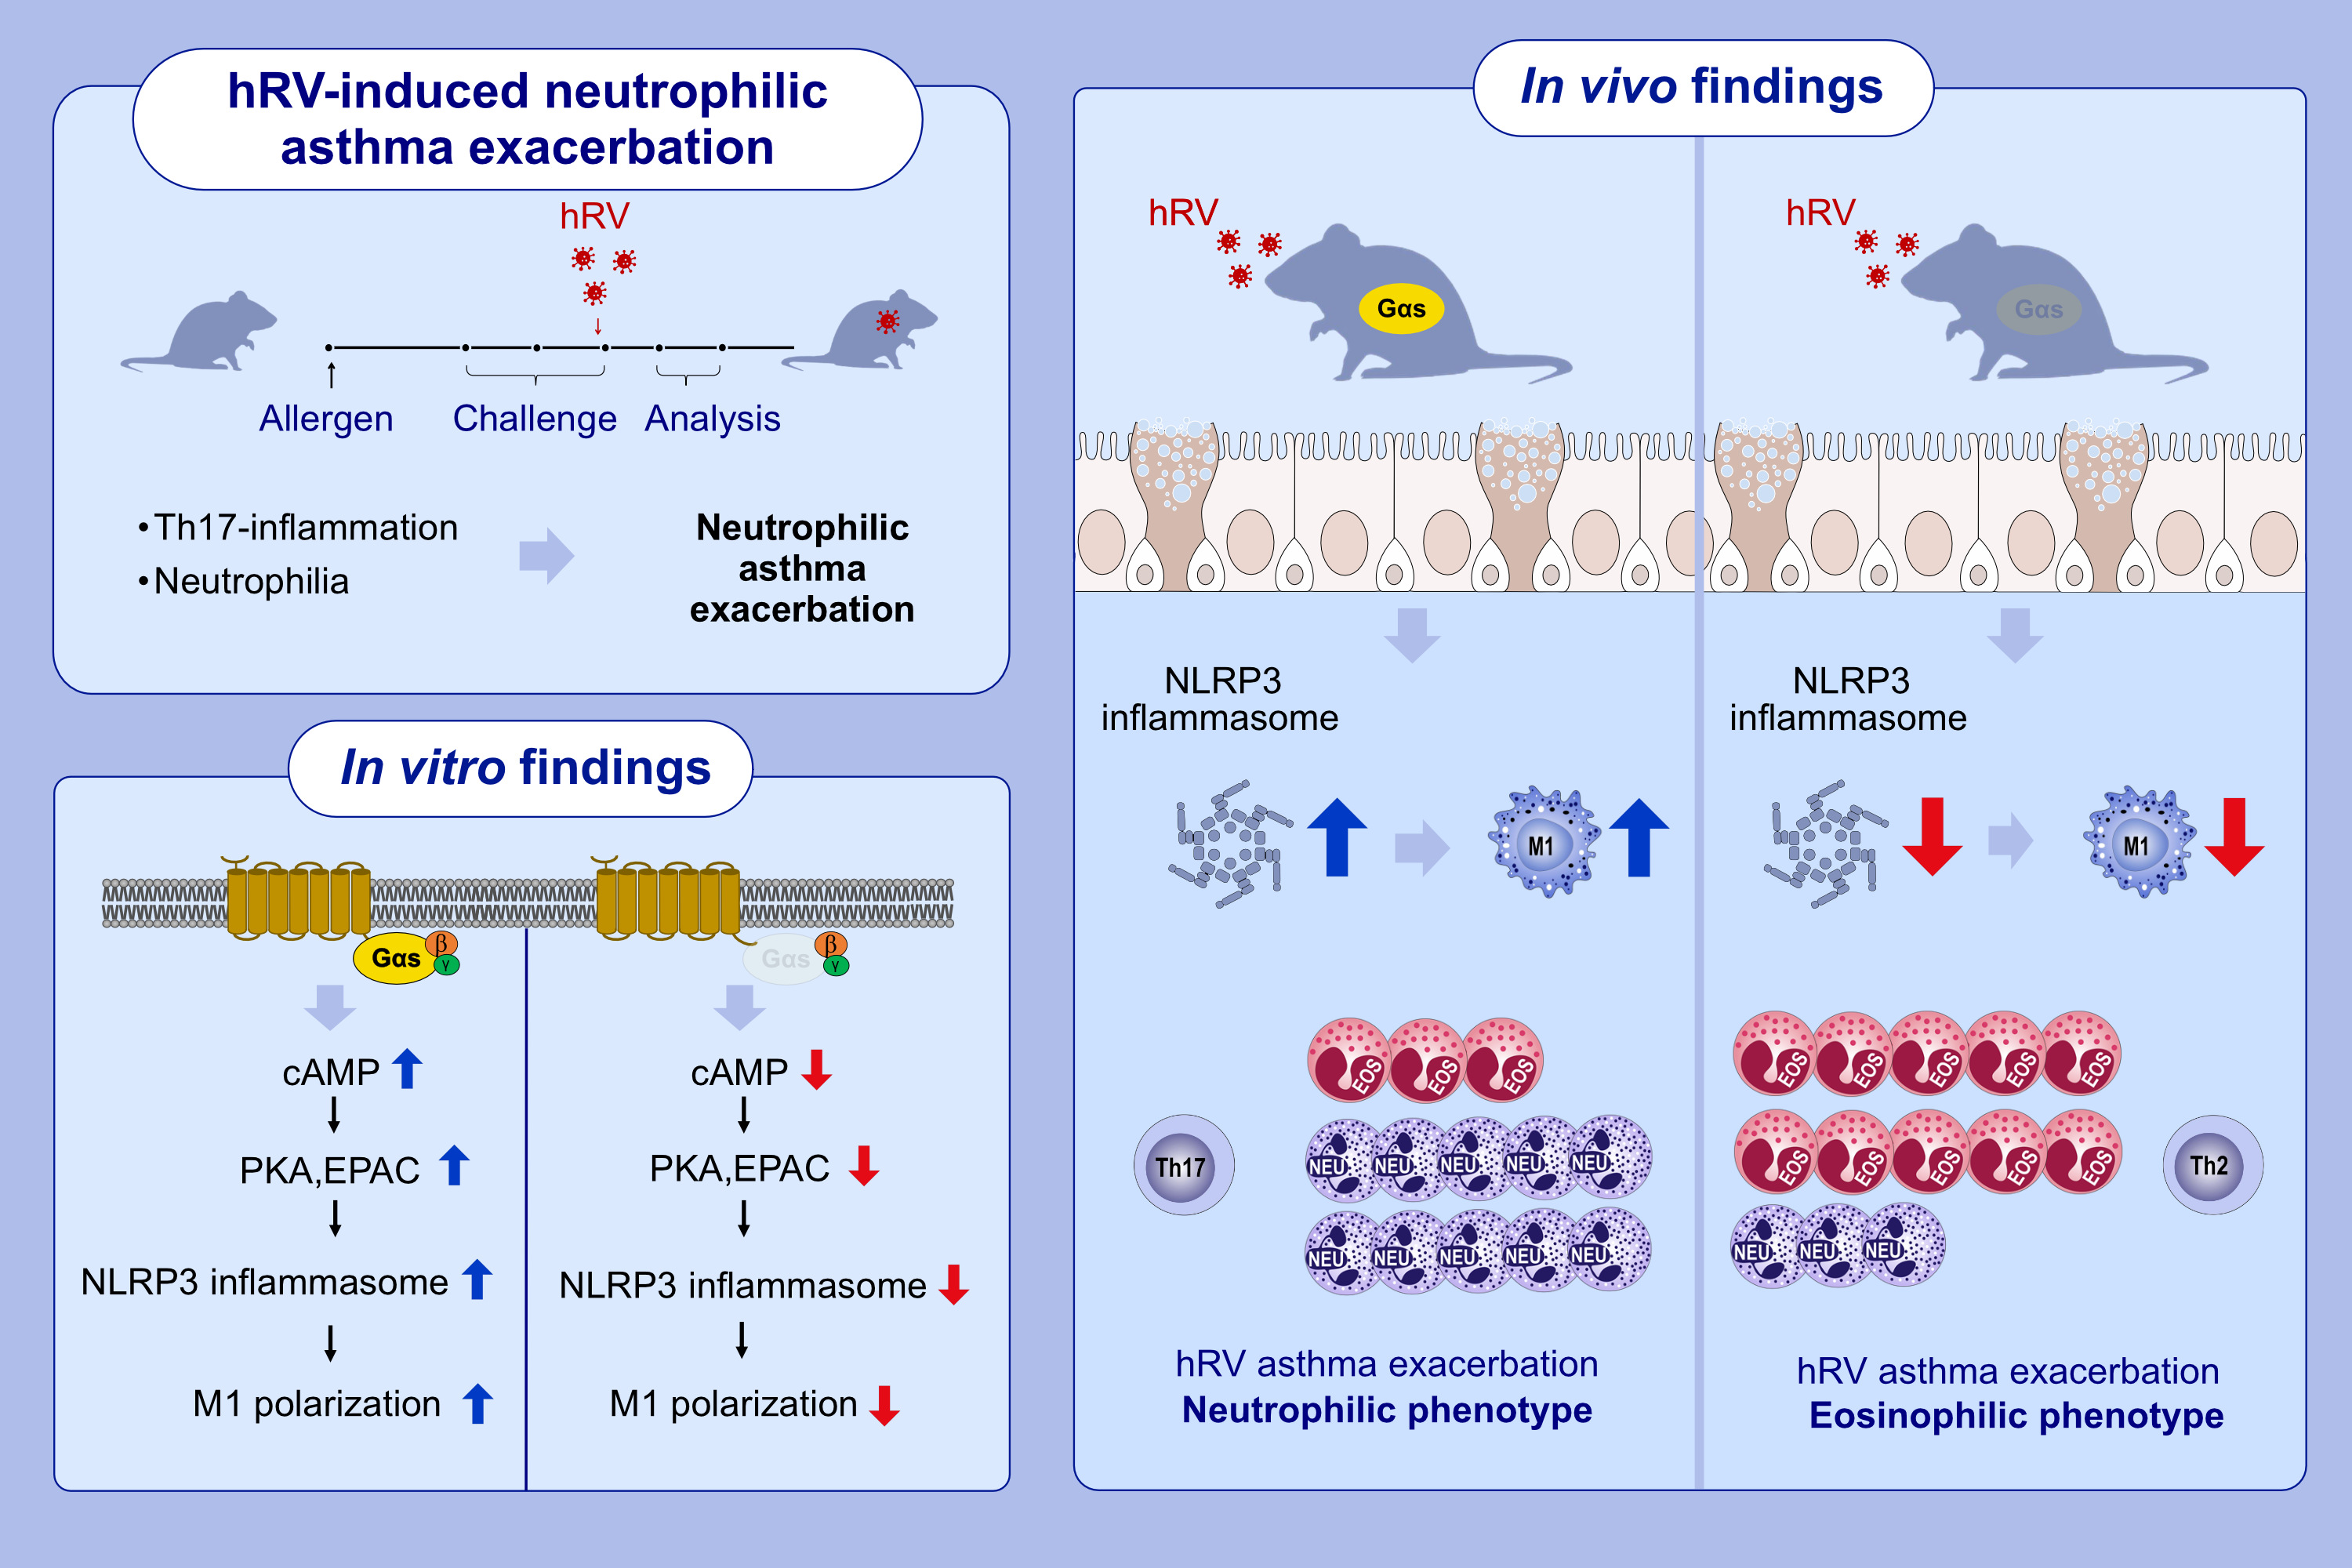 hRV-induced neutrophilic
asthma exacerbation
hRV
Allergen Challenge Analysis
•Th17-inflammation
•Neutrophilia
Neutrophilic
asthma
exacerbation
In vitro findings
Gαs β γ
Gαs β γ
cAMP
PKA,EPAC
NLRP3 inflammasome
M1 polarization
cAMP
PKA,EPAC
NLRP3 inflammasome
M1 polarization
In vivo findings
hRV
Gαs
NLRP3
inflammasome
M1
EOS EOS EOS
Th17
NEU NEU NEU NEU NEU
NEU NEU NEU NEU NEU
hRV asthma exacerbation
Neutrophilic phenotype
hRV
Gαs
NLRP3
inflammasome
M1
EOS EOS EOS EOS EOS
EOS EOS EOS EOS EOS
Th2
NEU NEU NEU
hRV asthma exacerbation
Eosinophilic phenotype